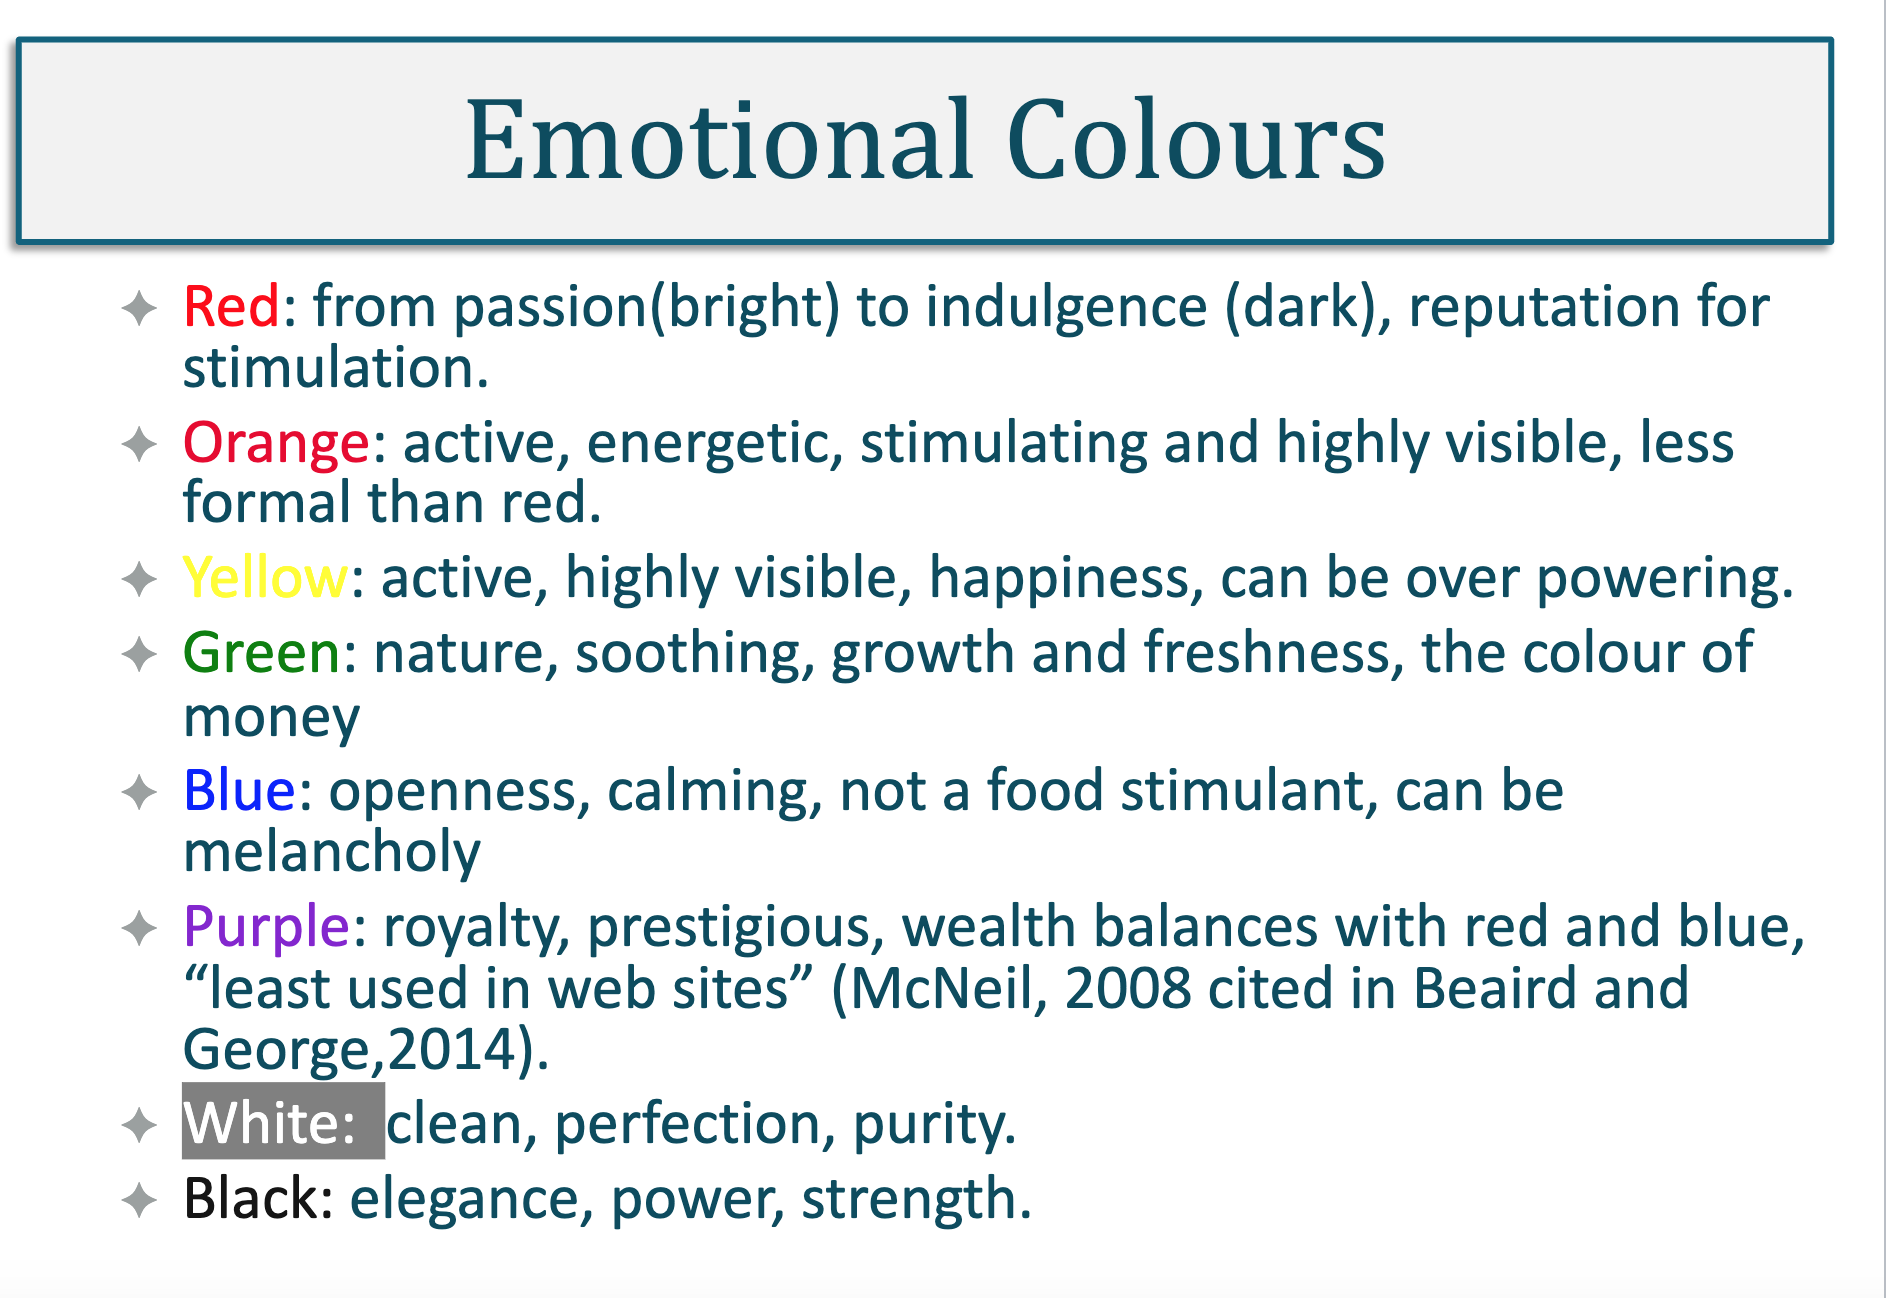 Emotional Colours
Red: from passion(bright) to indulgence (dark), reputation for
stimulation.
Orange: active, energetic, stimulating and highly visible, less
formal than red.
Yellow: active, highly visible, happiness, can be over powering.
Green: nature, soothing, growth and freshness, the colour of
money
Blue: openness, calming, not a food stimulant, can be
melancholy
Purple: royalty, prestigious, wealth balances with red and blue,
“least used in web sites” (McNeil, 2008 cited in Beaird and
George,2014).
White: clean, perfection, purity.
Black: elegance, power, strength.